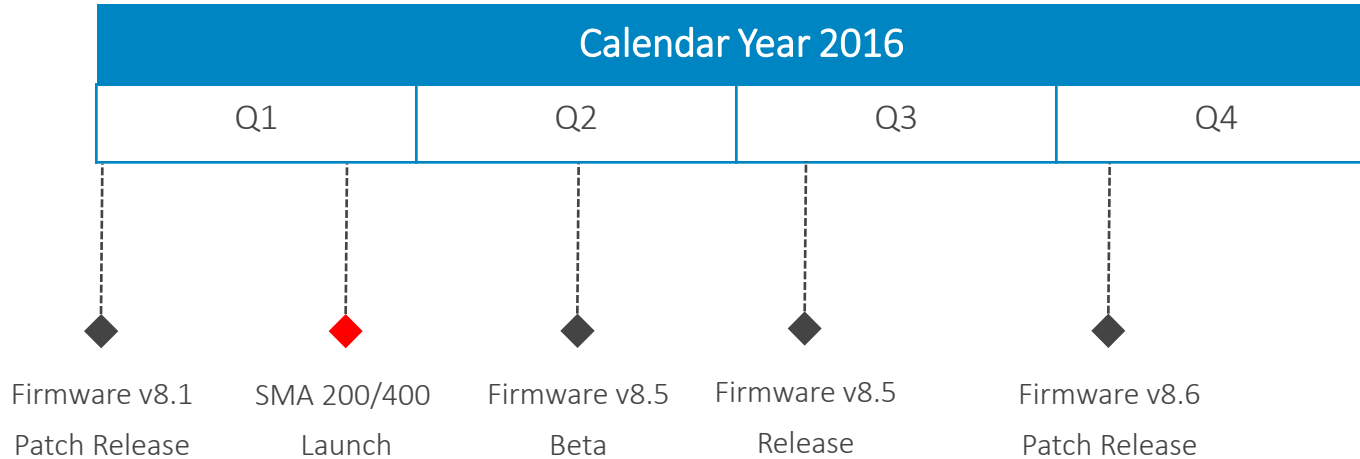 Calendar Year 2016
Q1
Q2
Q3
Q4
Firmware v8.1
Patch Release
SMA 200/400
Launch
Firmware v8.5
Beta
Firmware v8.5
Release
Firmware v8.6
Patch Release